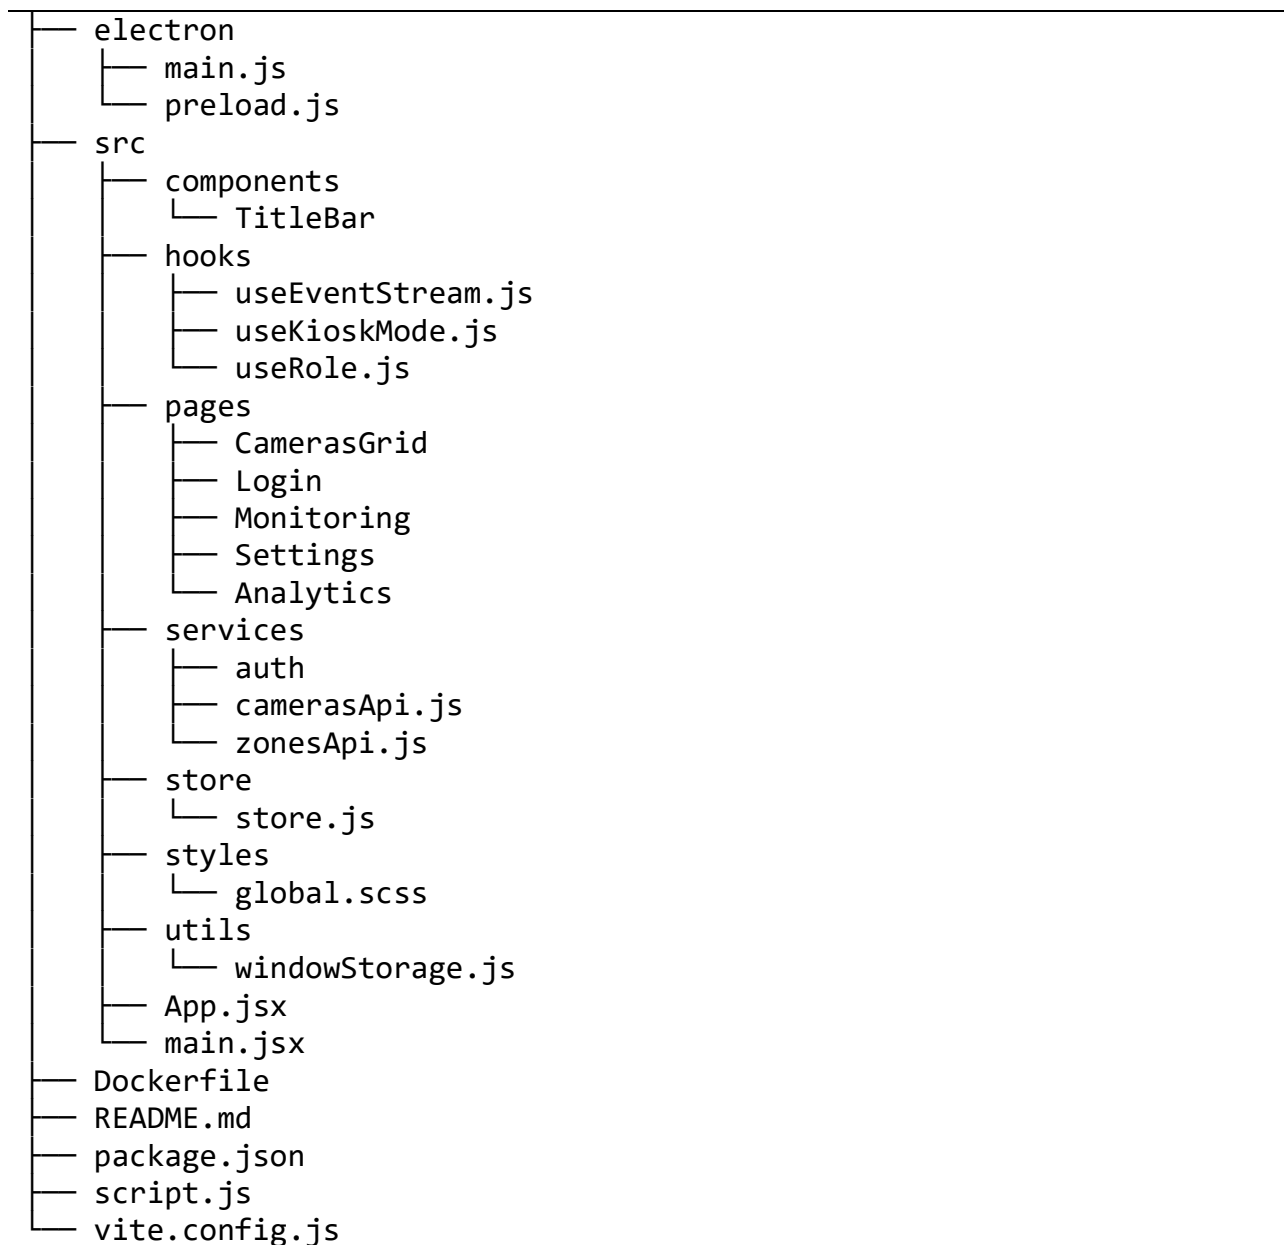 ├── electron
│   ├── main.js
│   └── preload.js
├── src
│   ├── components
│   │   └── TitleBar
│   ├── hooks
│   │   ├── useEventStream.js
│   │   ├── useKioskMode.js
│   │   └── useRole.js
│   ├── pages
│   │   ├── CamerasGrid
│   │   ├── Login
│   │   ├── Monitoring
│   │   ├── Settings
│   │   └── Analytics
│   ├── services
│   │   ├── auth
│   │   ├── camerasApi.js
│   │   └── zonesApi.js
│   ├── store
│   │   └── store.js
│   ├── styles
│   │   └── global.scss
│   ├── utils
│   │   └── windowStorage.js
│   ├── App.jsx
│   └── main.jsx
├── Dockerfile
├── README.md
├── package.json
├── script.js
└── vite.config.js